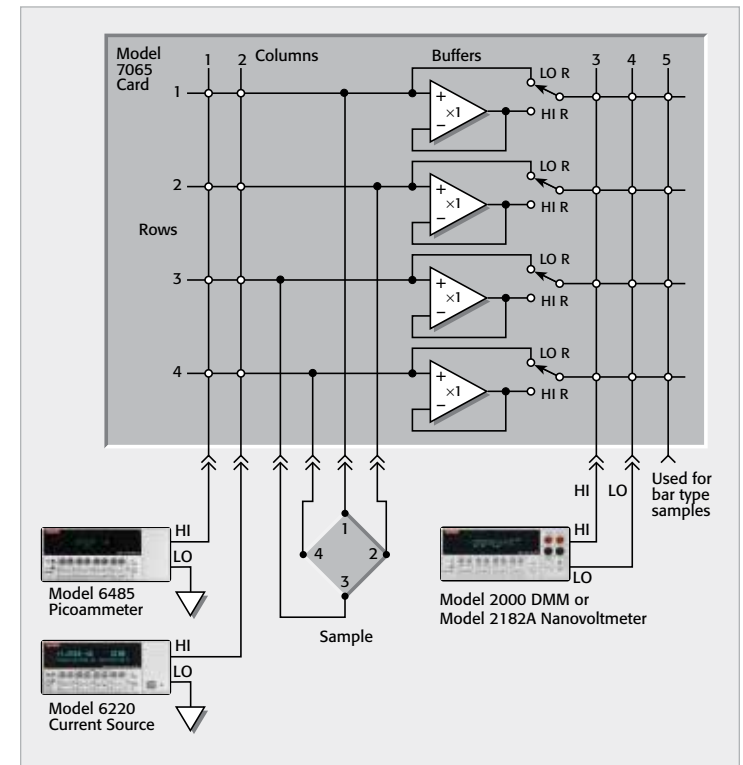 Model
7065
Card
1
2
Columns
Buffers
3
4
5
1
+
×1
−
LO R
HI R
2
+
×1
−
LO R
HI R
Rows
3
+
×1
−
LO R
HI R
4
+
×1
−
LO R
HI R
HI
LO
Used for
bar type
samples
HI
LO
Model 6485
Picoammeter
1
4
2
3
Sample
HI
LO
Model 2000 DMM or
Model 2182A Nanovoltmeter
HI
LO
Model 6220
Current Source